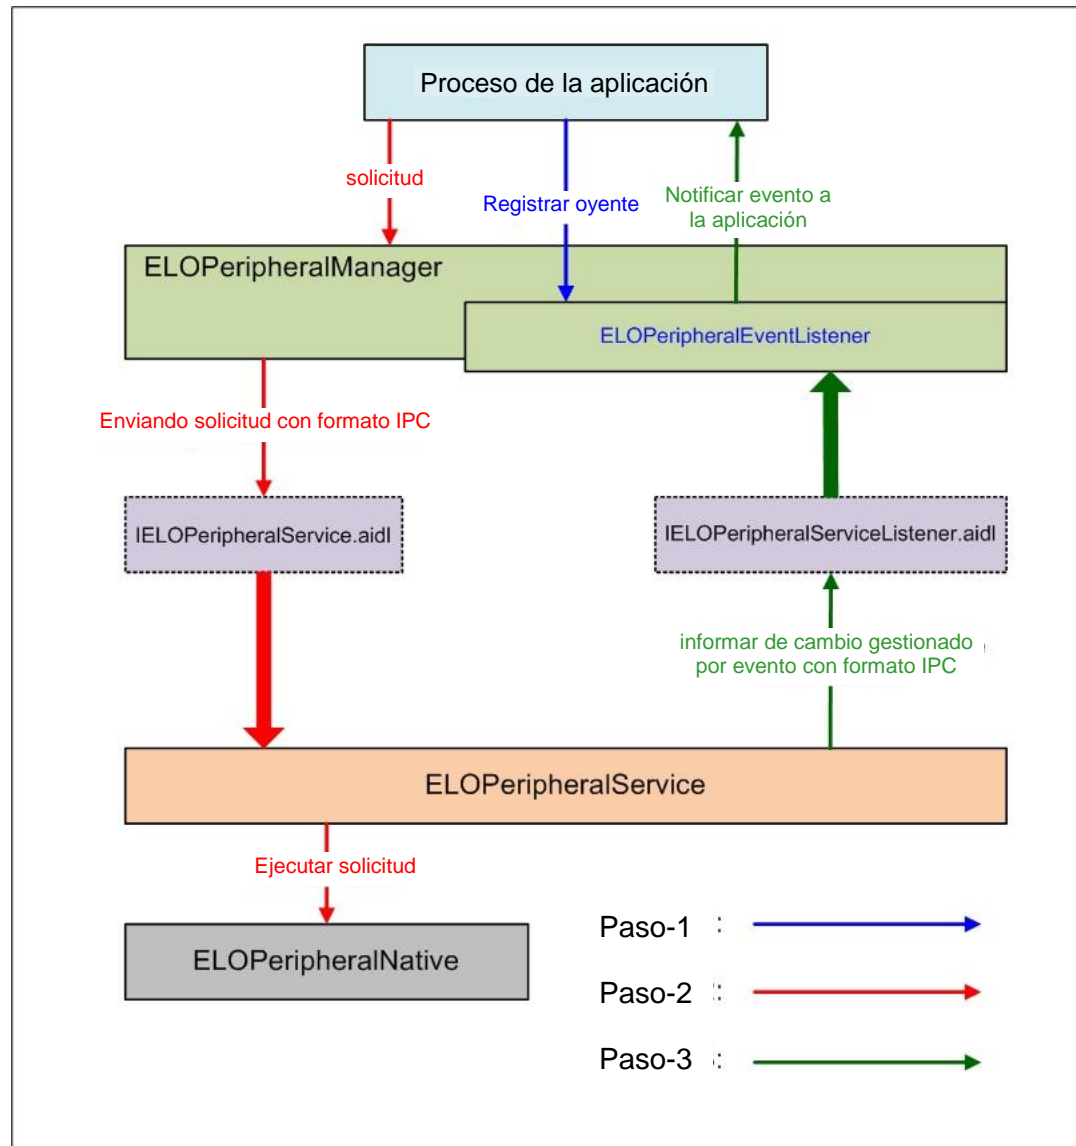 Proceso de la aplicación
solicitud
Registrar oyente
Notificar evento a
la aplicación
ELOPeripheralManager
ELOPeripheralEventListener
Enviando solicitud con formato IPC
IELOPeripheralService.aidl
IELOPeripheralServiceListener.aidl
informar de cambio gestionado
por evento con formato IPC
ELOPeripheralService
Ejecutar solicitud
ELOPeripheralNative
Paso-1 :
Paso-2 :
Paso-3 :